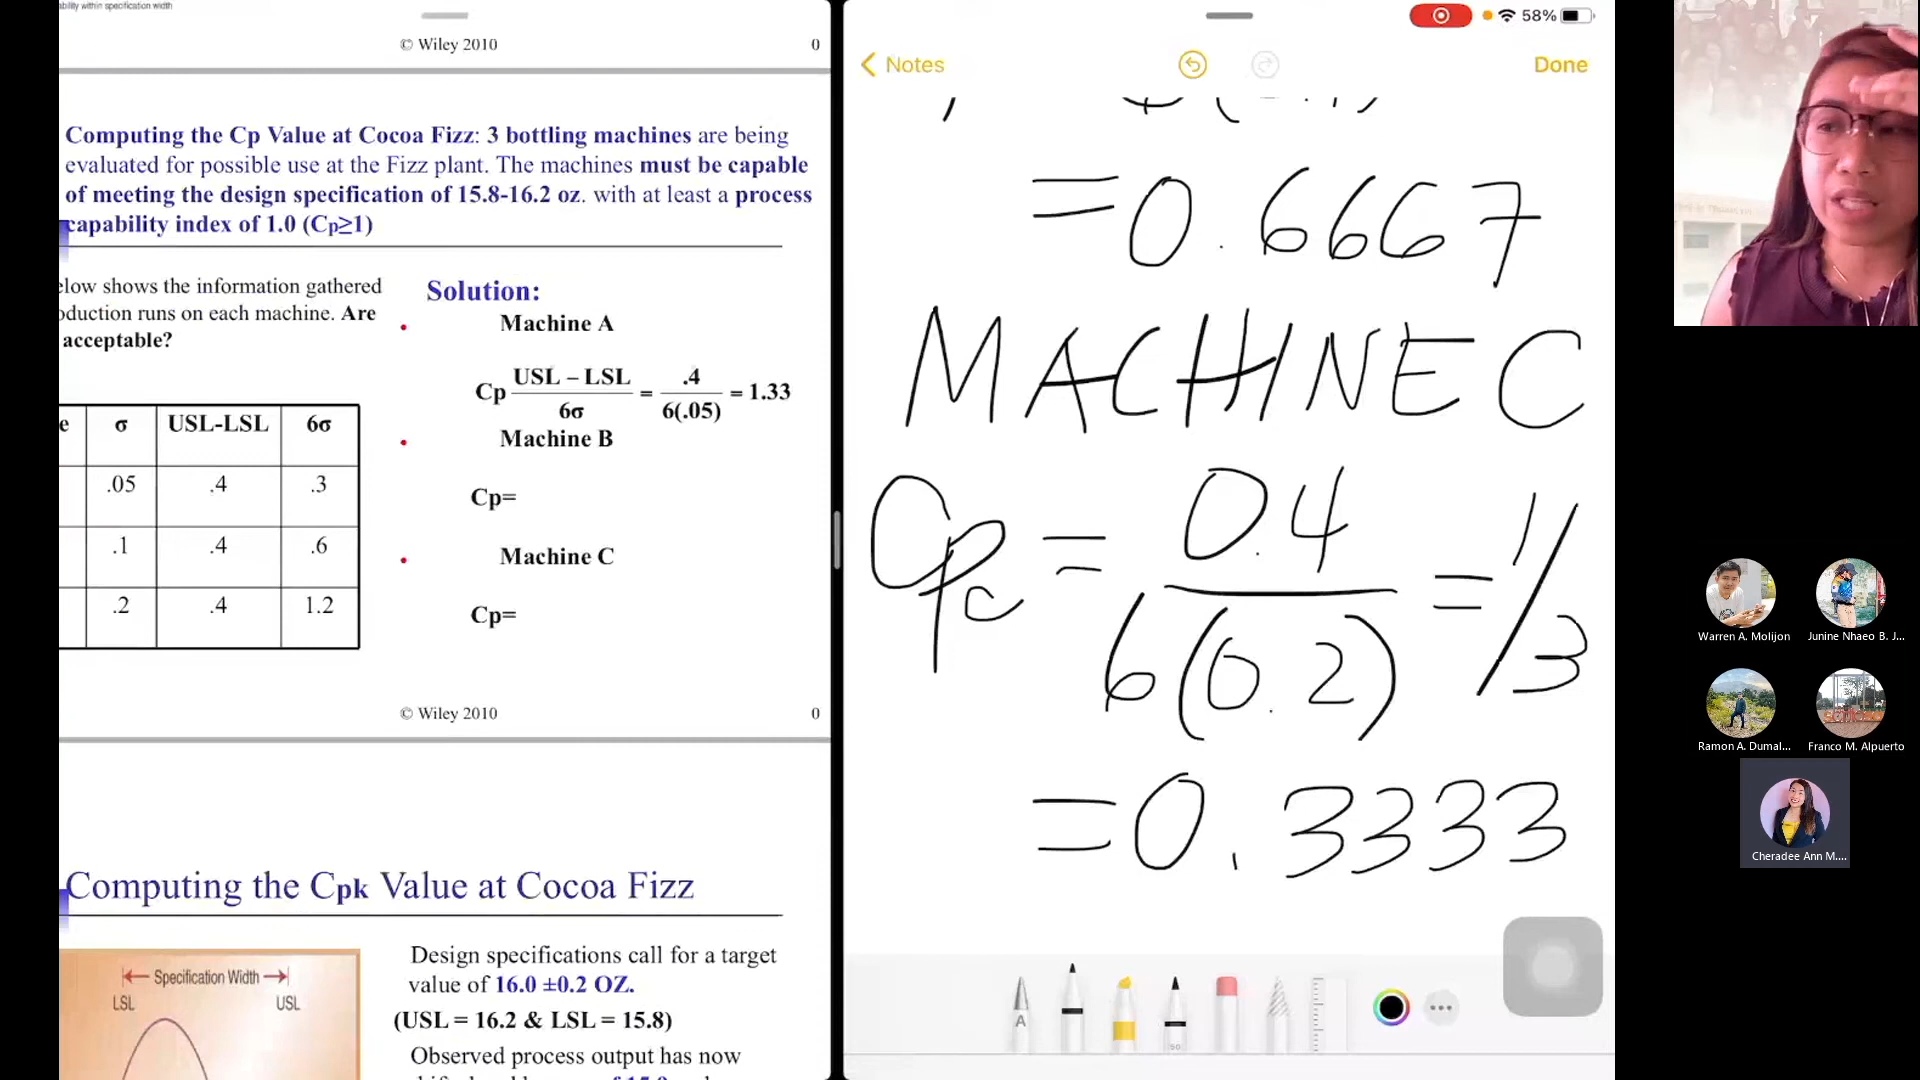 ability within specification width
© Wiley 2010 0
Computing the Cp Value at Cocoa Fizz: 3 bottling machines are being
evaluated for possible use at the Fizz plant. The machines must be capable
of meeting the design specification of 15.8-16.2 oz. with at least a process
capability index of 1.0 (Cp≥1)
elow shows the information gathered
oduction runs on each machine. Are
acceptable?
e σ USL-LSL 6σ
.05 .4 .3
.1 .4 .6
.2 .4 1.2
Solution:
• Machine A
Cp USL – LSL / 6σ = .4 / 6(.05) = 1.33
• Machine B
Cp=
• Machine C
Cp=
© Wiley 2010 0
Computing the Cpk Value at Cocoa Fizz
Specification Width
LSL USL
Design specifications call for a target
value of 16.0 ±0.2 OZ.
(USL = 16.2 & LSL = 15.8)
Observed process output has now
58%
Notes
Done
= 0.6667
MACHINE C
Cpc = 0.4 / 6(0.2) = 1/3
= 0.3333
A
50
Warren A. Molijon
Junine Nhaeo B. J...
Ramon A. Dumal...
Franco M. Alpuerto
Cheradee Ann M....